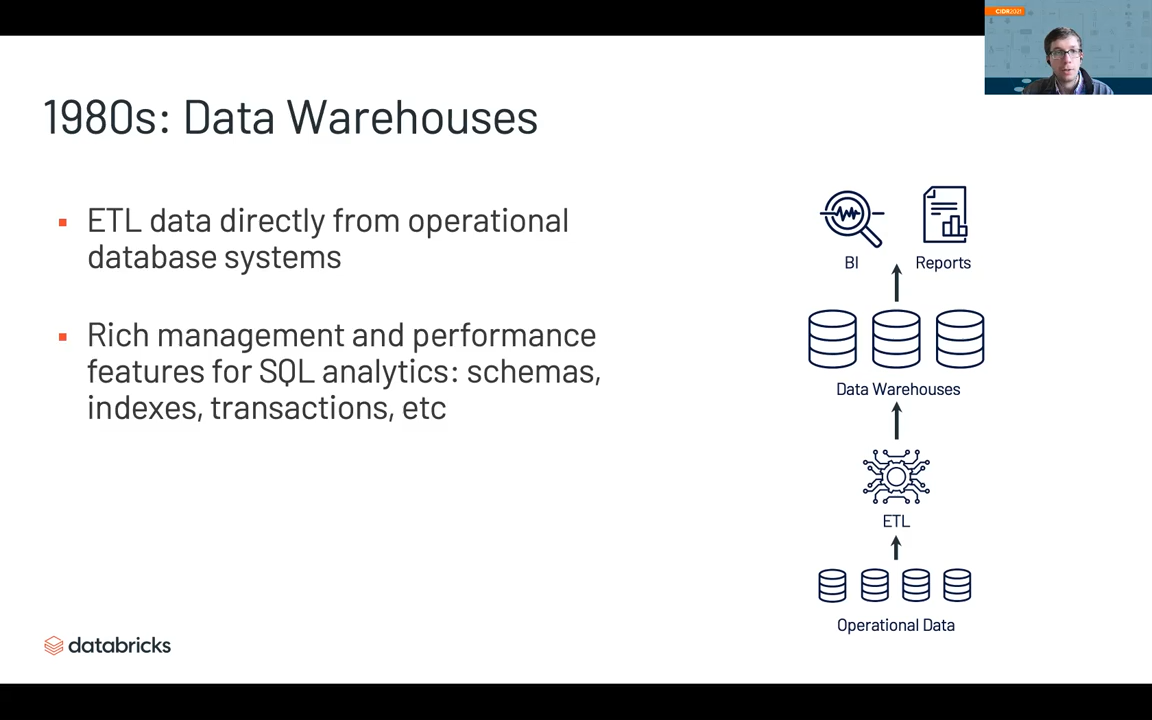 CIDR2021
1980s: Data Warehouses
▪ ETL data directly from operational
database systems
▪ Rich management and performance
features for SQL analytics: schemas,
indexes, transactions, etc
BI
Reports
Data Warehouses
ETL
Operational Data
databricks